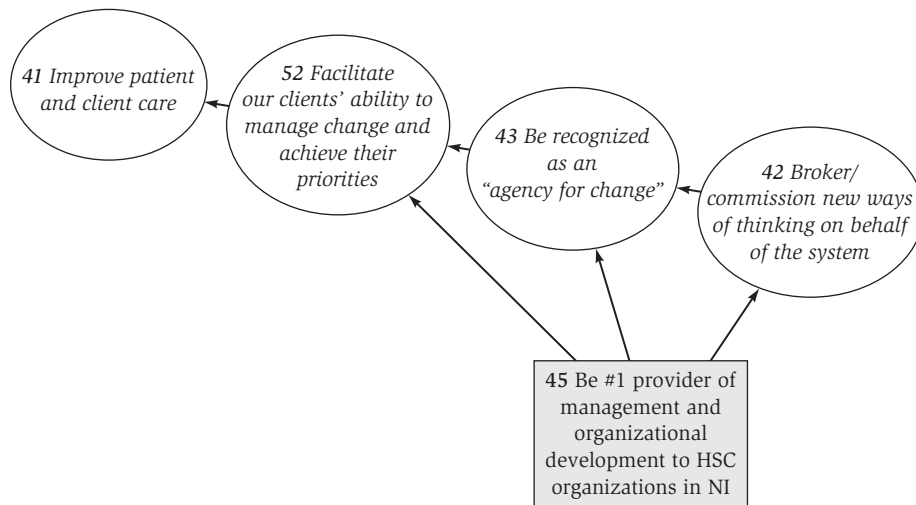 41 Improve patient
and client care
52 Facilitate
our clients’ ability to
manage change and
achieve their
priorities
43 Be recognized
as an
“agency for change”
42 Broker/
commission new ways
of thinking on behalf
of the system
45 Be #1 provider of
management and
organizational
development to HSC
organizations in NI